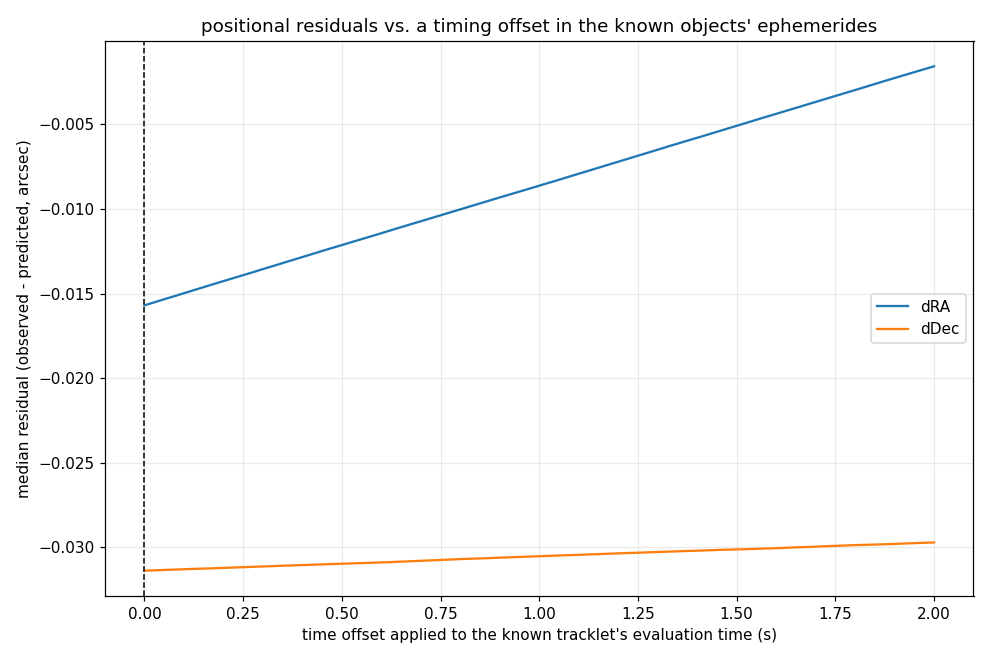 positional residuals vs. a timing offset in the known objects' ephemerides
median residual (observed - predicted, arcsec)
−0.005
−0.010
−0.015
−0.020
−0.025
−0.030
dRA
dDec
0.00 0.25 0.50 0.75 1.00 1.25 1.50 1.75 2.00
time offset applied to the known tracklet's evaluation time (s)